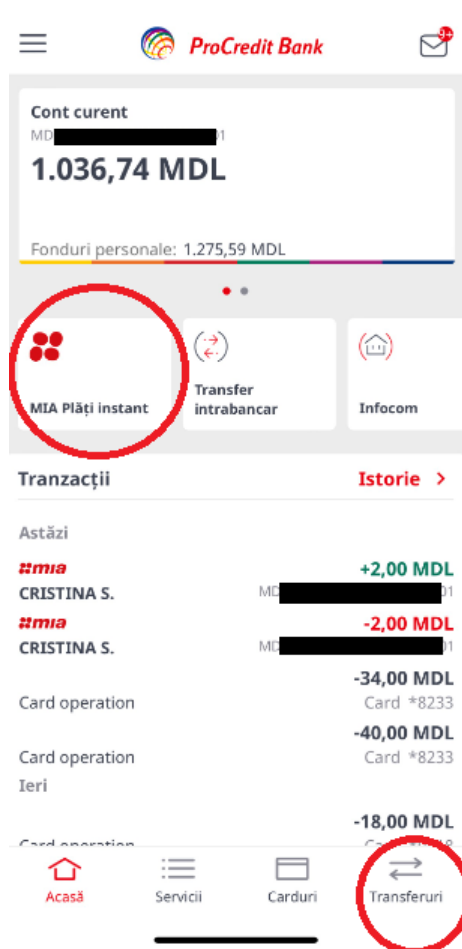 ProCredit Bank
9+
Cont curent
MD 01
1.036,74 MDL
Fonduri personale: 1.275,59 MDL
MIA Plăți instant
Transfer
intrabancar
Infocom
Tranzacții
Istorie >
Astăzi
mia +2,00 MDL
CRISTINA S. MD 01
mia -2,00 MDL
CRISTINA S. MD 01
-34,00 MDL
Card operation Card *8233
-40,00 MDL
Card operation Card *8233
Ieri
-18,00 MDL
Card operation
Acasă
Servicii
Carduri
Transferuri